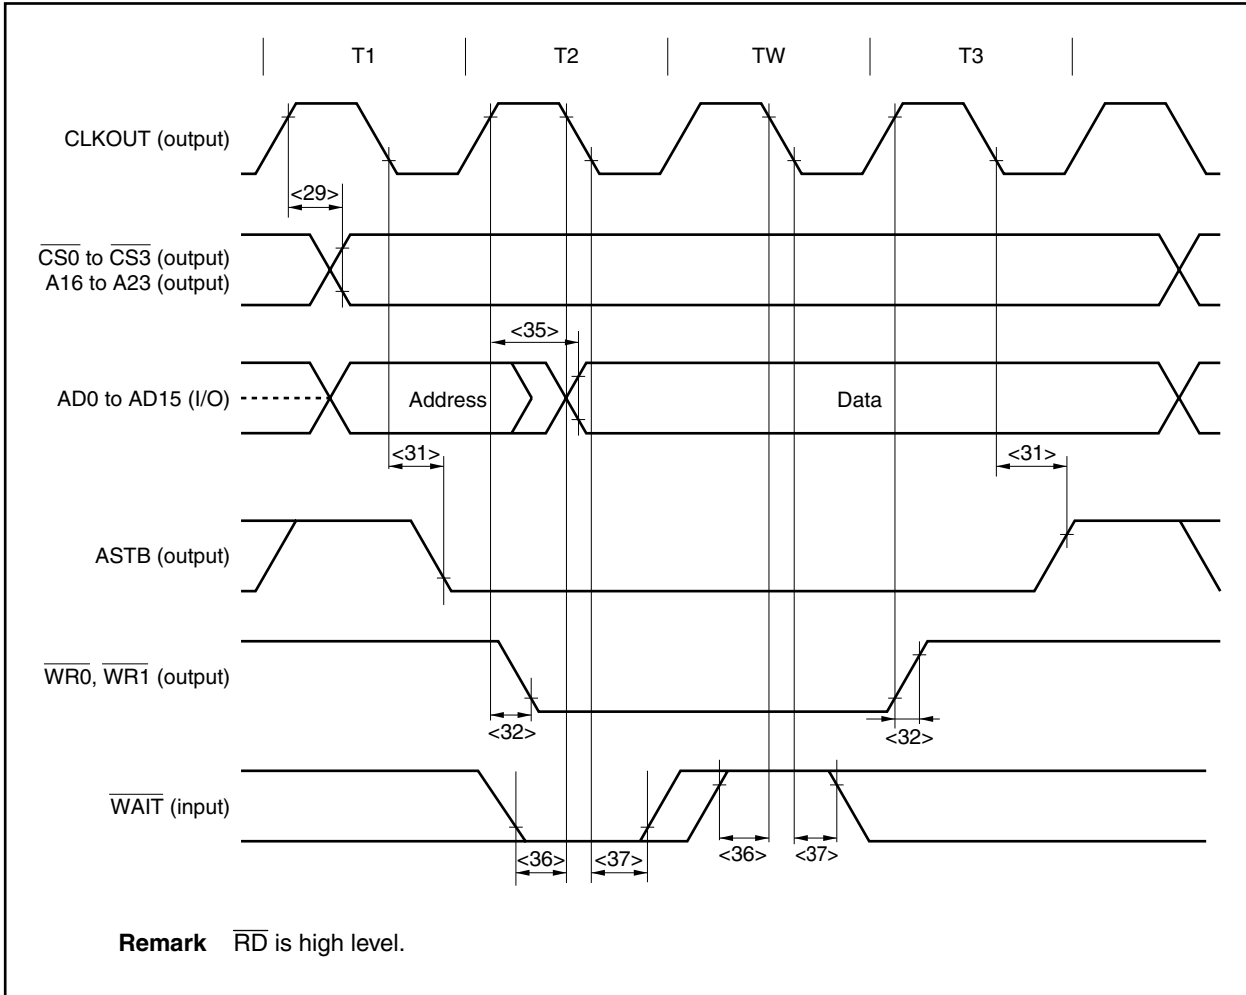 T1 T2 TW T3
CLKOUT (output)
<29>
CS0 to CS3 (output)
A16 to A23 (output)
<35>
AD0 to AD15 (I/O) Address Data
<31> <31>
ASTB (output)
WR0, WR1 (output)
<32> <32>
WAIT (input)
<36> <37> <36> <37>
Remark RD is high level.